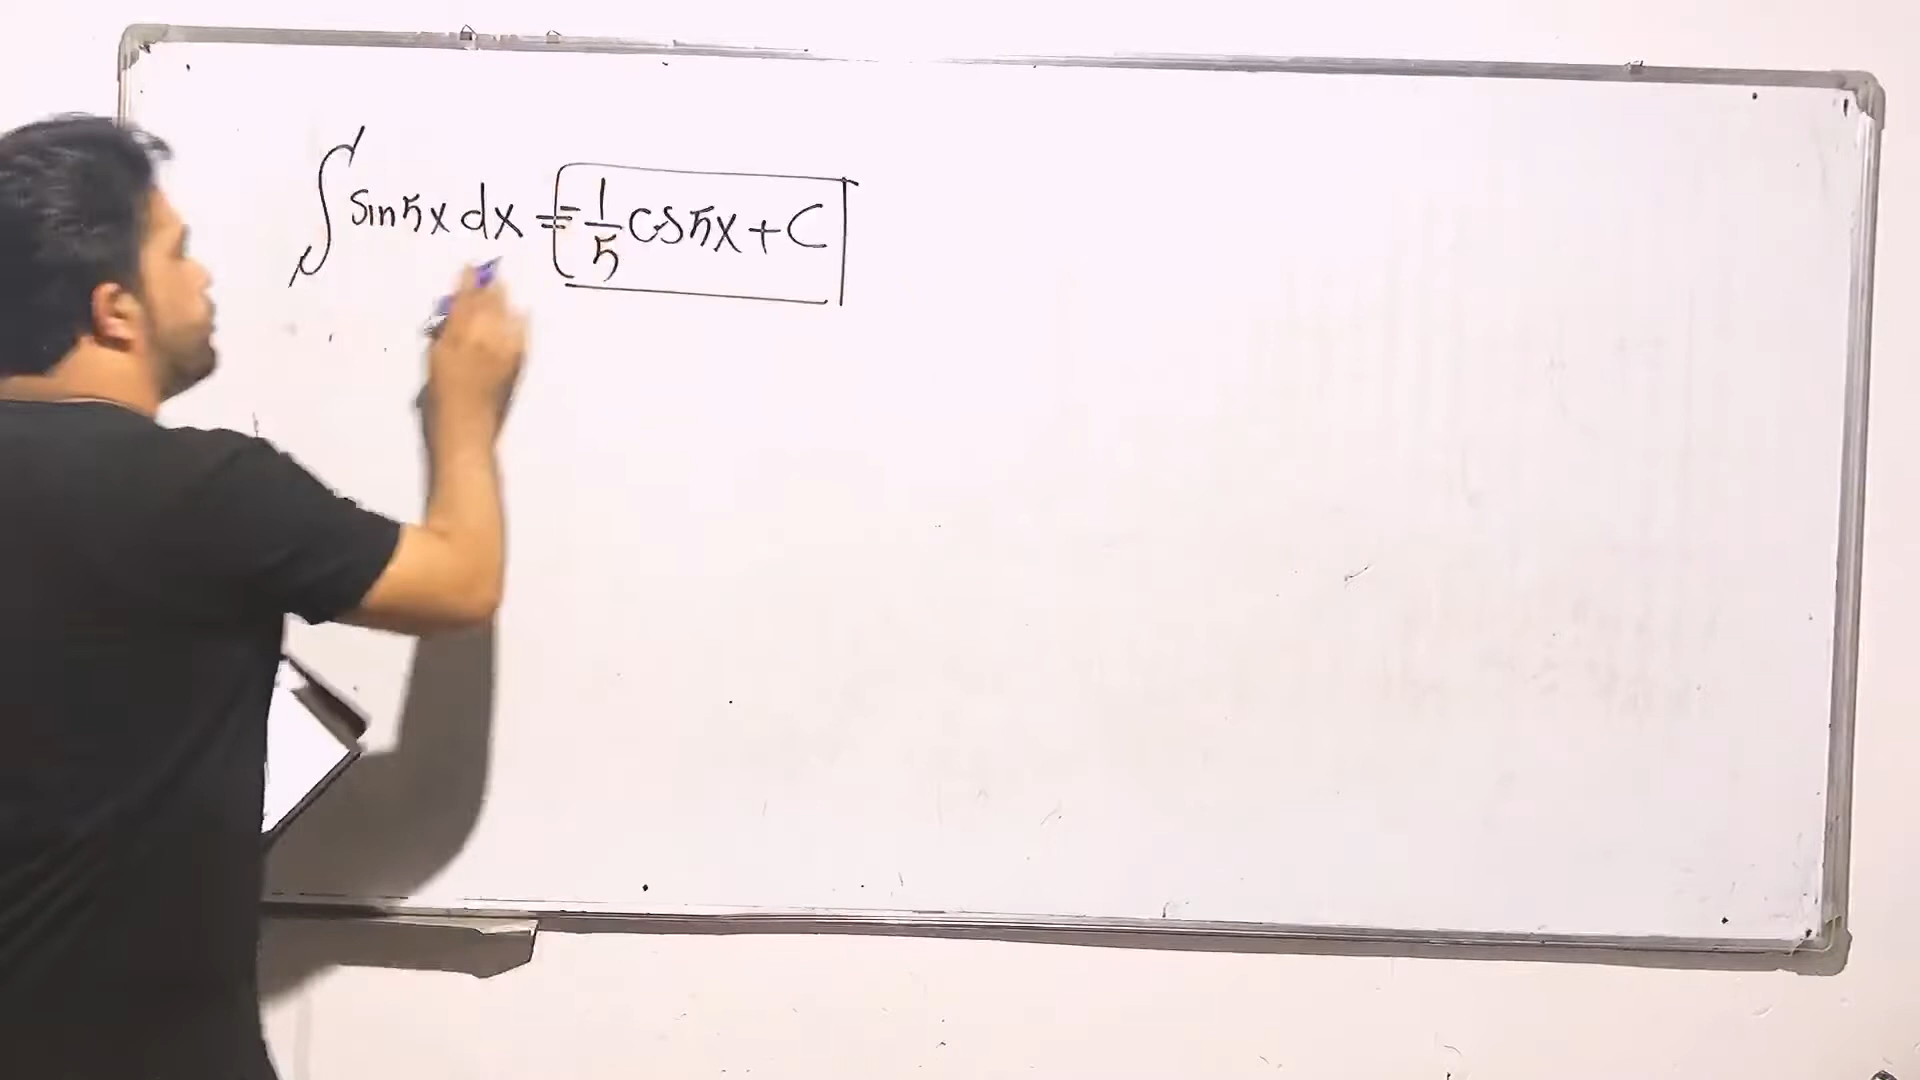 ∫ sin5x dx = -1/5 cos5x + C